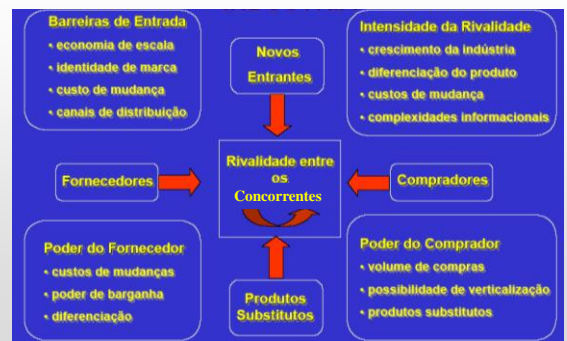 Barreiras de Entrada
• economia de escala
• identidade de marca
• custo de mudança
• canais de distribuição
Novos
Entrantes
Intensidade da Rivalidade
• crescimento da indústria
• diferenciação do produto
• custos de mudança
• complexidades informacionais
Fornecedores
Rivalidade entre
os
Concorrentes
Compradores
Poder do Fornecedor
• custos de mudanças
• poder de barganha
• diferenciação
Produtos
Substitutos
Poder do Comprador
• volume de compras
• possibilidade de verticalização
• produtos substitutos